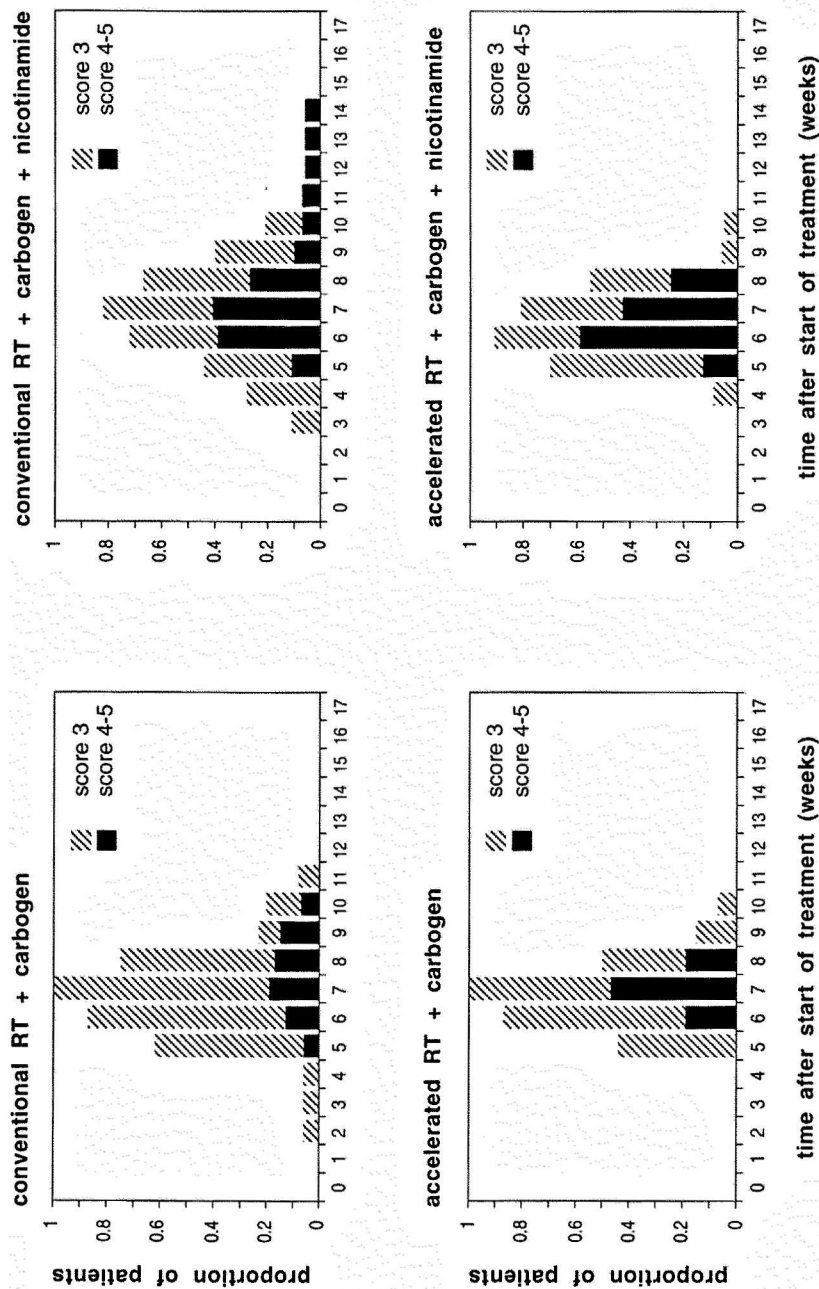 conventional RT + carbogen
proportion of patients
1
0.8
0.6
0.4
0.2
0
score 3
score 4-5
0 1 2 3 4 5 6 7 8 9 10 11 12 13 14 15 16 17
conventional RT + carbogen + nicotinamide
1
0.8
0.6
0.4
0.2
0
score 3
score 4-5
0 1 2 3 4 5 6 7 8 9 10 11 12 13 14 15 16 17
accelerated RT + carbogen
proportion of patients
1
0.8
0.6
0.4
0.2
0
score 3
score 4-5
0 1 2 3 4 5 6 7 8 9 10 11 12 13 14 15 16 17
time after start of treatment (weeks)
accelerated RT + carbogen + nicotinamide
1
0.8
0.6
0.4
0.2
0
score 3
score 4-5
0 1 2 3 4 5 6 7 8 9 10 11 12 13 14 15 16 17
time after start of treatment (weeks)